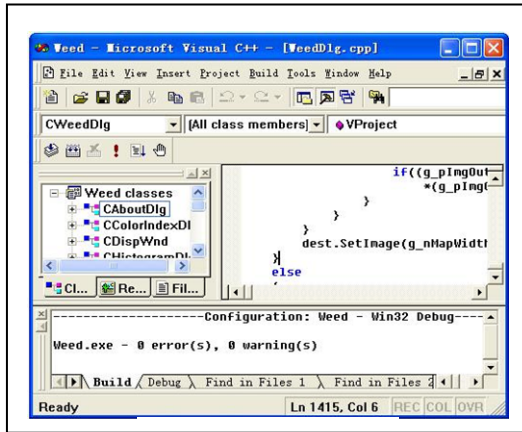 Weed - Microsoft Visual C++ - [WeedDlg.cpp]
File Edit View Insert Project Build Tools Window Help
CWeedDlg [All class members] VProject
if((g_pImgOut
*(g_pImg
}
}
}
dest.SetImage(g_nMapWidth
}
else
Weed classes
CAboutDlg
CColorIndexDl
CDispWnd
CHistogramDl
Cl... Re... Fil...
--------------------Configuration: Weed - Win32 Debug----
Weed.exe - 0 error(s), 0 warning(s)
Build Debug Find in Files 1 Find in Files 2
Ready Ln 1415, Col 6 REC COL OVR